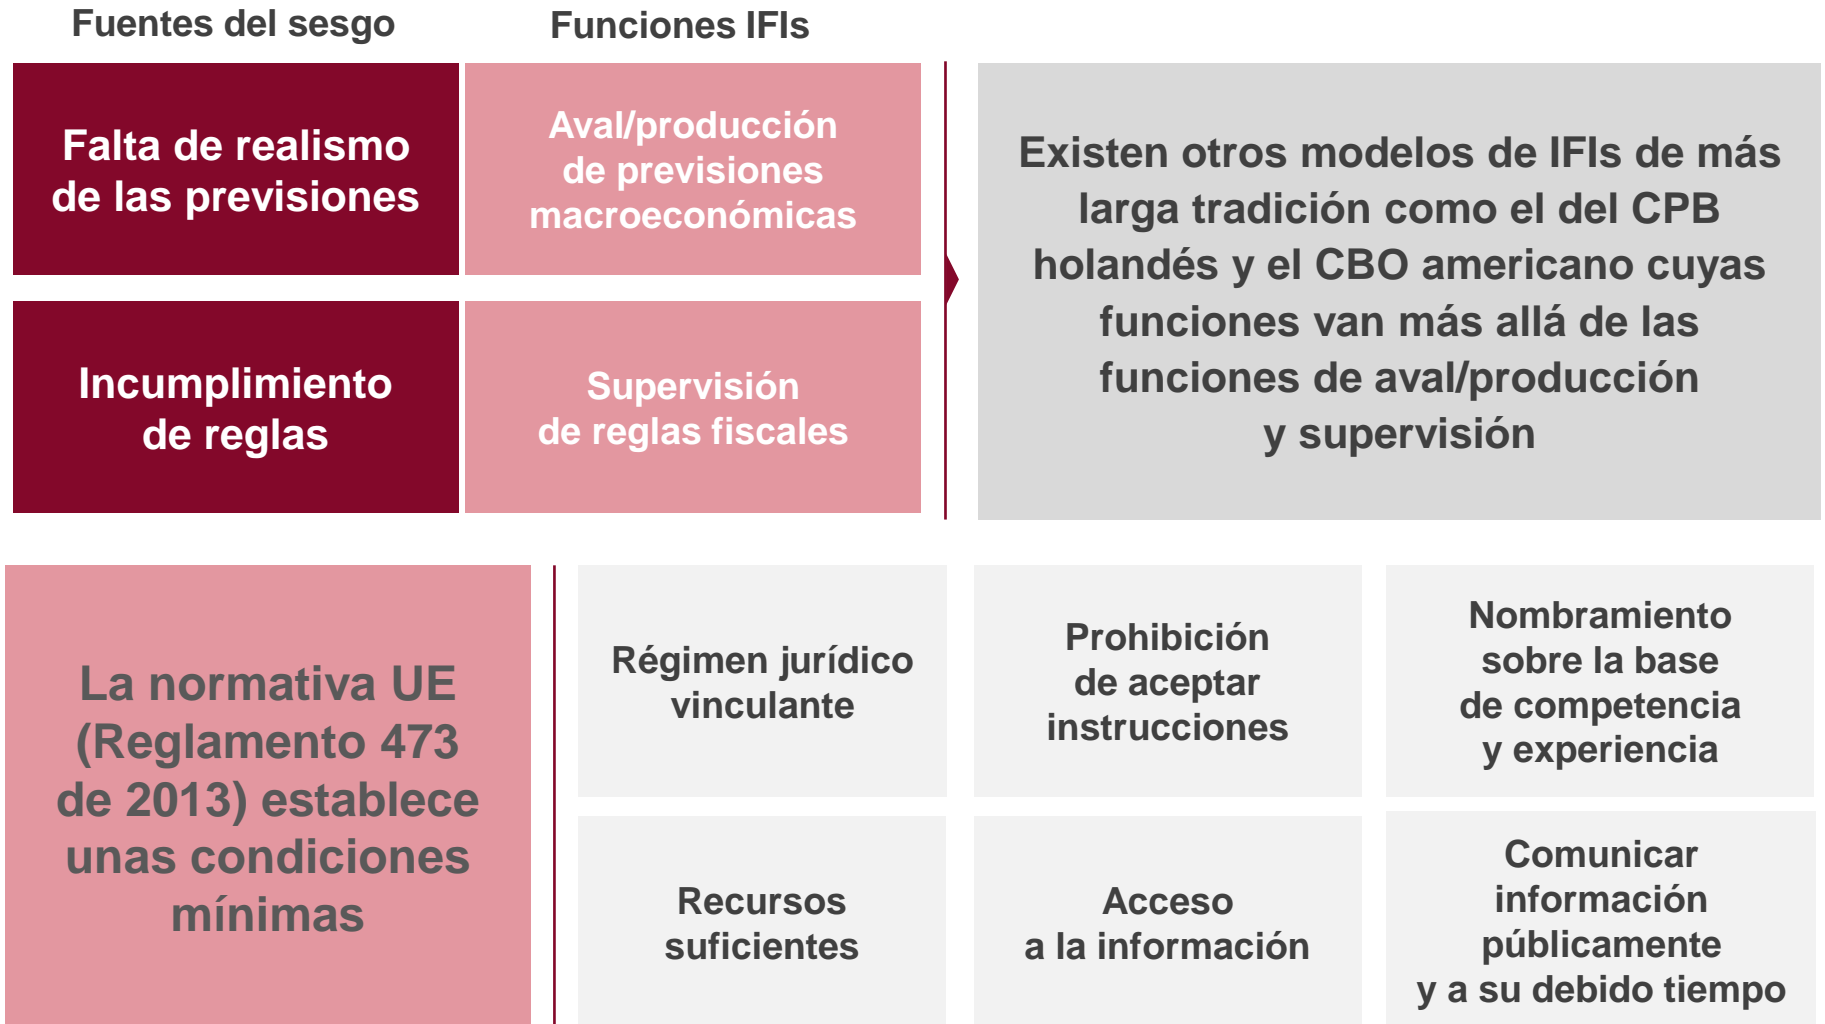 Fuentes del sesgo
Funciones IFIs
Falta de realismo
de las previsiones
Aval/producción
de previsiones
macroeconómicas
Incumplimiento
de reglas
Supervisión
de reglas fiscales
Existen otros modelos de IFIs de más
larga tradición como el del CPB
holandés y el CBO americano cuyas
funciones van más allá de las
funciones de aval/producción
y supervisión
La normativa UE
(Reglamento 473
de 2013) establece
unas condiciones
mínimas
Régimen jurídico
vinculante
Prohibición
de aceptar
instrucciones
Nombramiento
sobre la base
de competencia
y experiencia
Recursos
suficientes
Acceso
a la información
Comunicar
información
públicamente
y a su debido tiempo